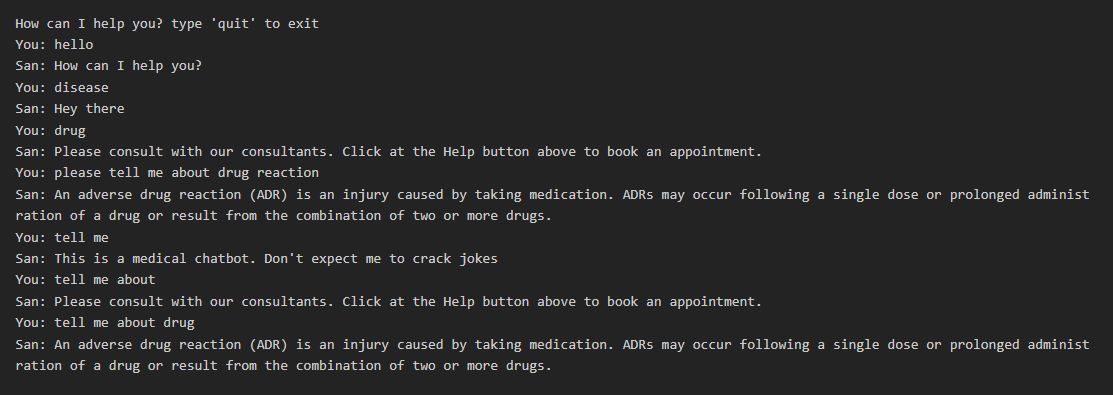 How can I help you? type 'quit' to exit
You: hello
San: How can I help you?
You: disease
San: Hey there
You: drug
San: Please consult with our consultants. Click at the Help button above to book an appointment.
You: please tell me about drug reaction
San: An adverse drug reaction (ADR) is an injury caused by taking medication. ADRs may occur following a single dose or prolonged administ
ration of a drug or result from the combination of two or more drugs.
You: tell me
San: This is a medical chatbot. Don't expect me to crack jokes
You: tell me about
San: Please consult with our consultants. Click at the Help button above to book an appointment.
You: tell me about drug
San: An adverse drug reaction (ADR) is an injury caused by taking medication. ADRs may occur following a single dose or prolonged administ
ration of a drug or result from the combination of two or more drugs.